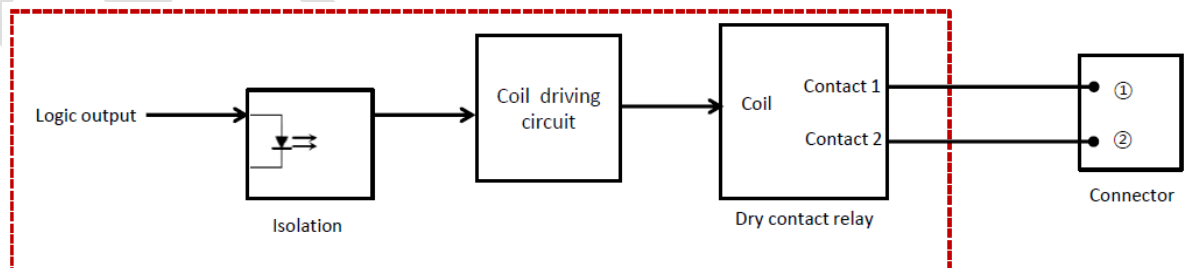 Logic output
Isolation
Coil driving
circuit
Coil
Contact 1
Contact 2
Dry contact relay
①
②
Connector